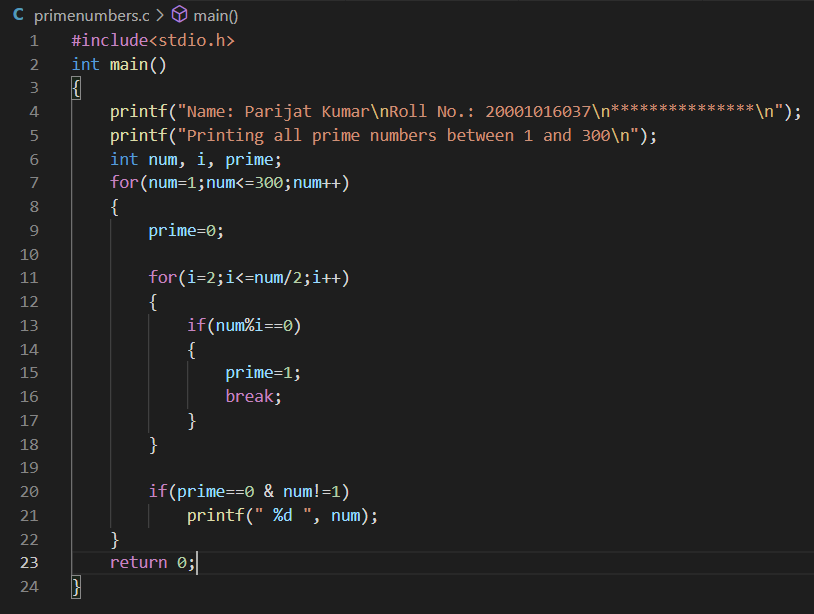 C primenumbers.c > main()
1 #include<stdio.h>
2 int main()
3 {
4 printf("Name: Parijat Kumar\nRoll No.: 20001016037\n***************\n");
5 printf("Printing all prime numbers between 1 and 300\n");
6 int num, i, prime;
7 for(num=1;num<=300;num++)
8 {
9 prime=0;
10
11 for(i=2;i<=num/2;i++)
12 {
13 if(num%i==0)
14 {
15 prime=1;
16 break;
17 }
18 }
19
20 if(prime==0 & num!=1)
21 printf(" %d ", num);
22 }
23 return 0;
24 }